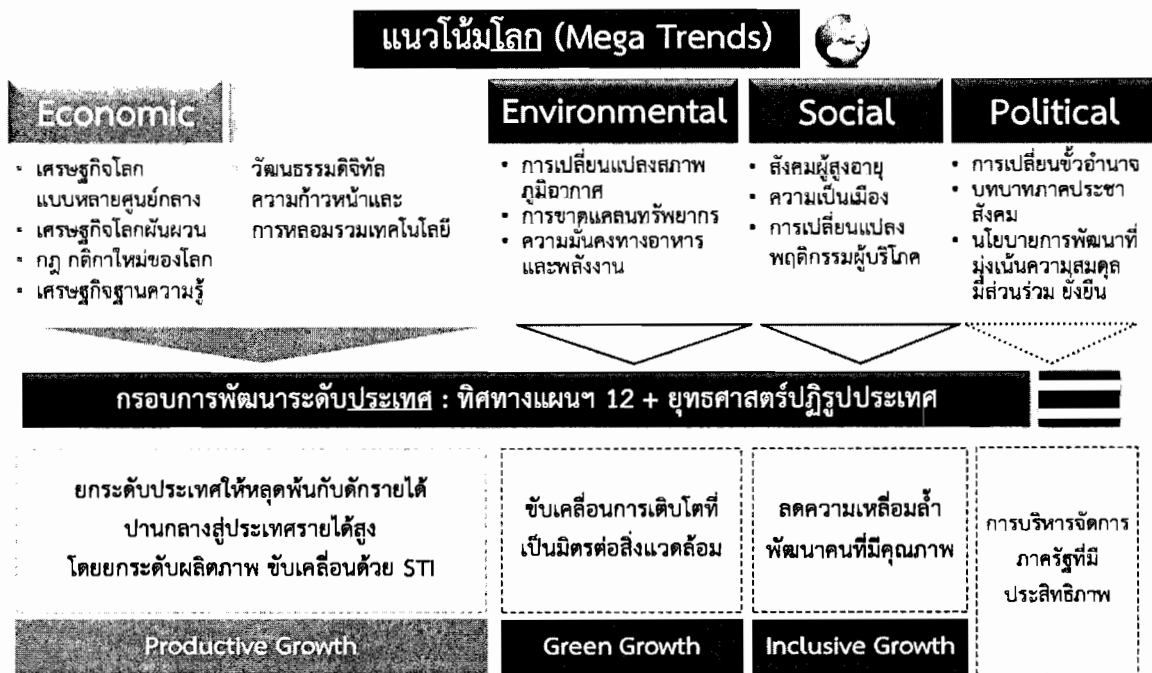 แนวโน้มโลก (Mega Trends)
Economic
• เศรษฐกิจโลก
แบบหลายศูนย์กลาง
• เศรษฐกิจโลกผันผวน
• กฎ กติกาใหม่ของโลก
• เศรษฐกิจฐานความรู้
วัฒนธรรมดิจิทัล
ความก้าวหน้าและ
การหลอมรวมเทคโนโลยี
Environmental
• การเปลี่ยนแปลงสภาพ
ภูมิอากาศ
• การขาดแคลนทรัพยากร
• ความมั่นคงทางอาหาร
และพลังงาน
Social
• สังคมผู้สูงอายุ
• ความเป็นเมือง
• การเปลี่ยนแปลง
พฤติกรรมผู้บริโภค
Political
• การเปลี่ยนขั้วอำนาจ
• บทบาทภาคประชา
สังคม
• นโยบายการพัฒนาที่
มุ่งเน้นความสมดุล
มีส่วนร่วม ยั่งยืน
กรอบการพัฒนาระดับประเทศ : ทิศทางแผนฯ 12 + ยุทธศาสตร์ปฏิรูปประเทศ
ยกระดับประเทศให้หลุดพ้นกับดักรายได้
ปานกลางสู่ประเทศรายได้สูง
โดยยกระดับผลิตภาพ ขับเคลื่อนด้วย STI
Productive Growth
ขับเคลื่อนการเติบโตที่
เป็นมิตรต่อสิ่งแวดล้อม
Green Growth
ลดความเหลื่อมล้ำ
พัฒนาคนที่มีคุณภาพ
Inclusive Growth
การบริหารจัดการ
ภาครัฐที่มี
ประสิทธิภาพ